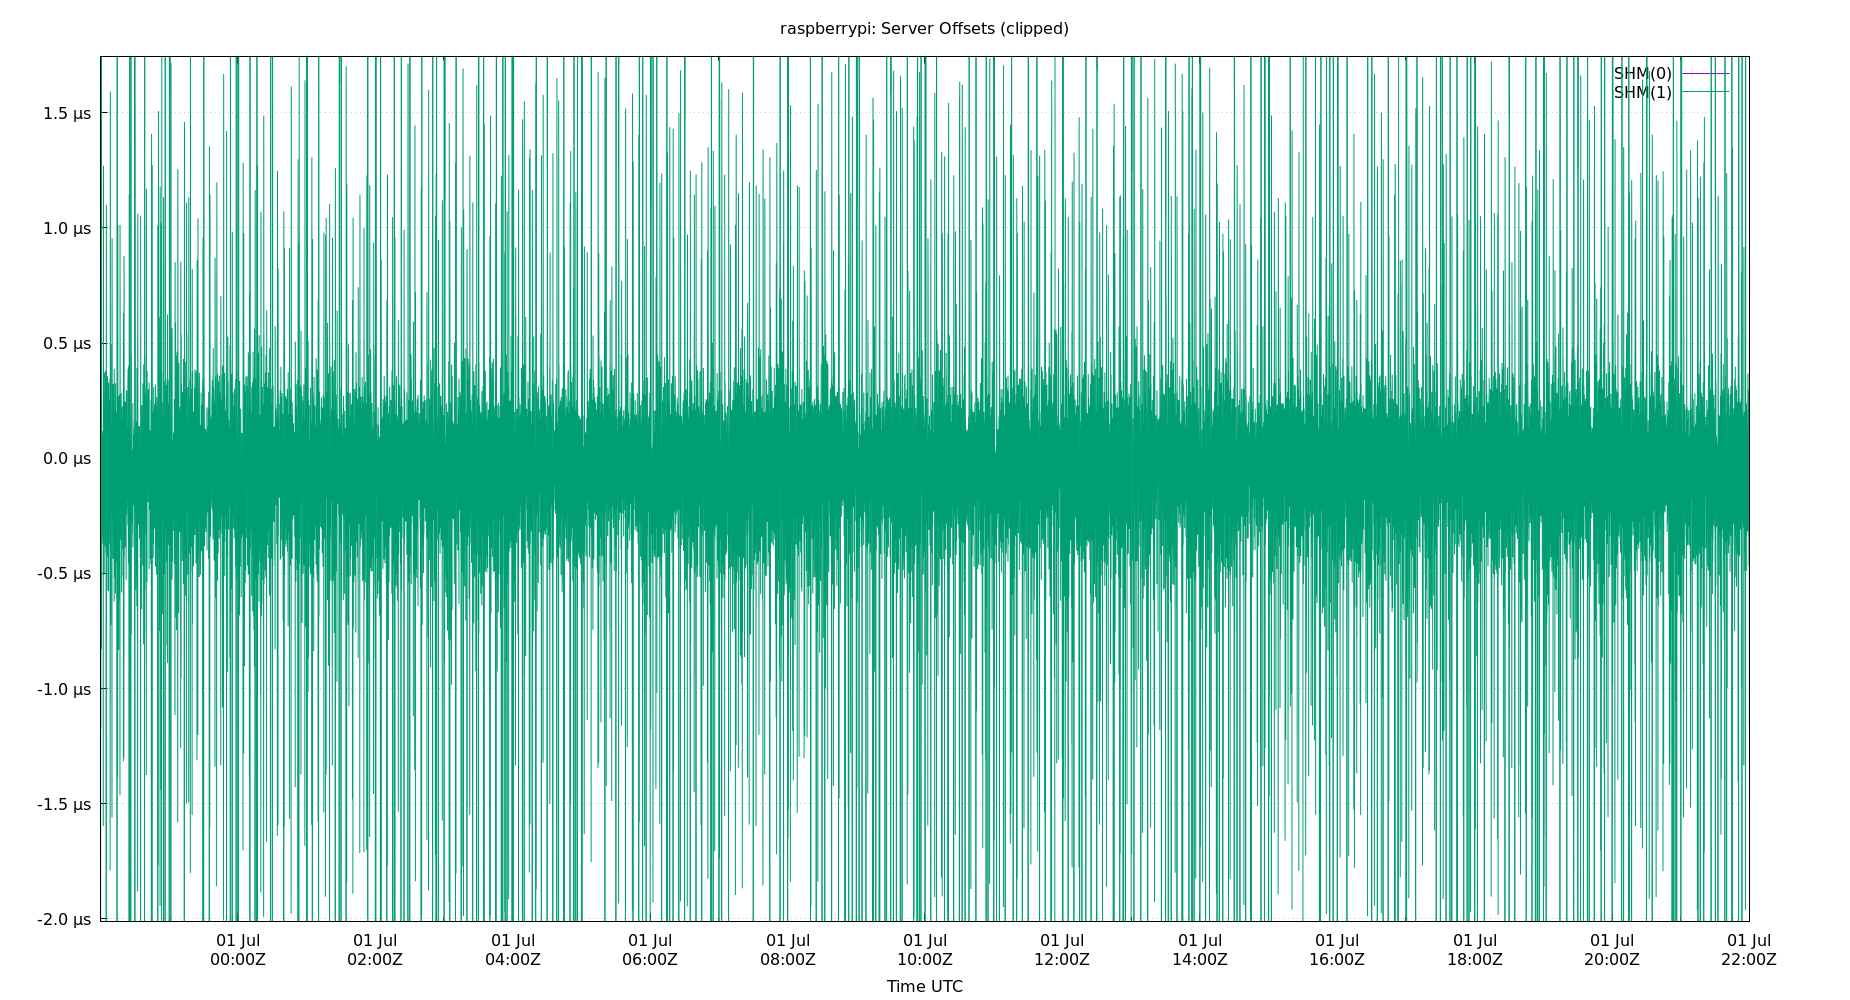 raspberrypi: Server Offsets (clipped)
SHM(0)
SHM(1)
1.5 µs
1.0 µs
0.5 µs
0.0 µs
-0.5 µs
-1.0 µs
-1.5 µs
-2.0 µs
01 Jul 01 Jul 01 Jul 01 Jul 01 Jul 01 Jul 01 Jul 01 Jul 01 Jul 01 Jul 01 Jul 01 Jul
00:00Z 02:00Z 04:00Z 06:00Z 08:00Z 10:00Z 12:00Z 14:00Z 16:00Z 18:00Z 20:00Z 22:00Z
Time UTC